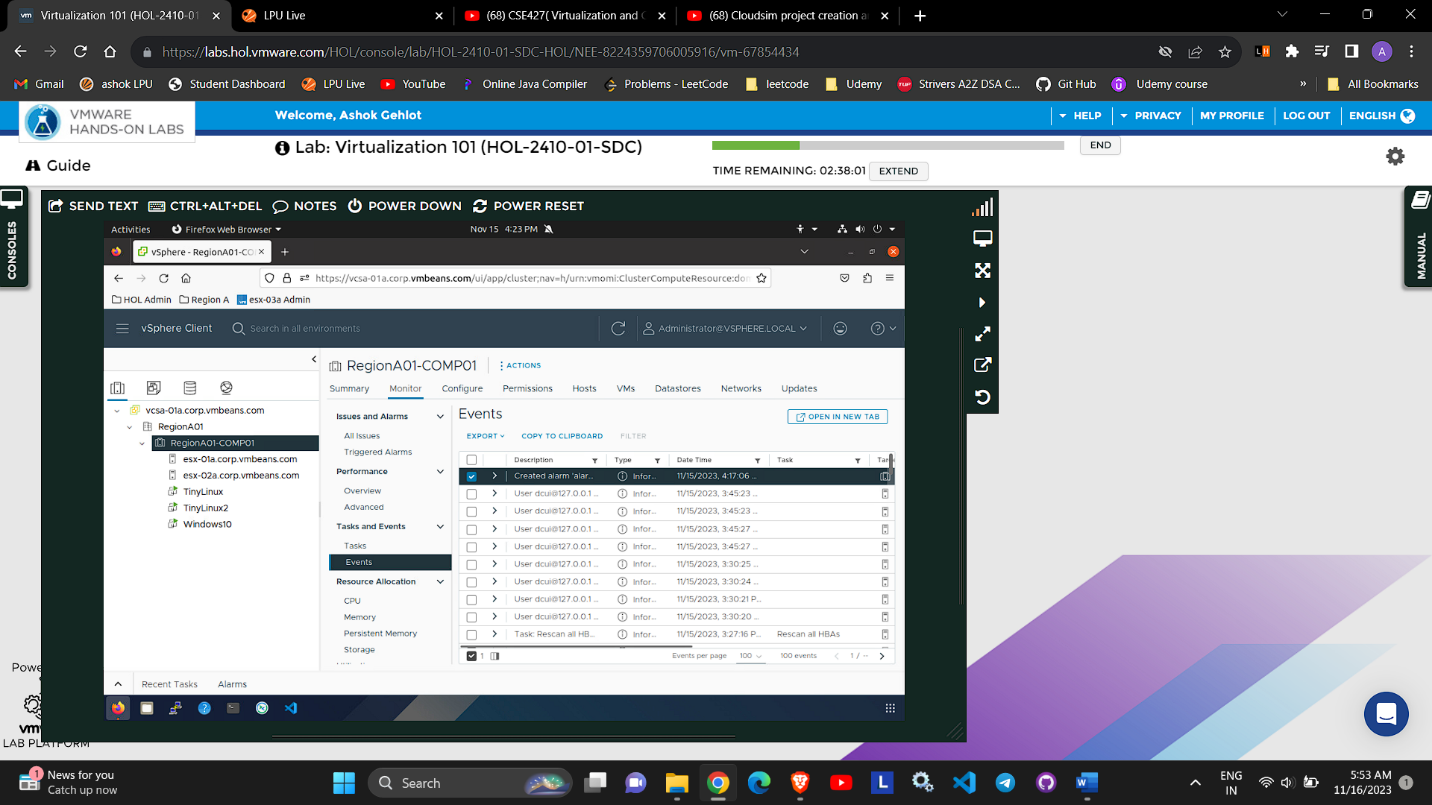 Virtualization 101 (HOL-2410-01
LPU Live
(68) CSE427( Virtualization and C
(68) Cloudsim project creation a
https://labs.hol.vmware.com/HOL/console/lab/HOL-2410-01-SDC-HOL/NEE-8224359706005916/vm-67854434
Gmail
ashok LPU
Student Dashboard
LPU Live
YouTube
Online Java Compiler
Problems - LeetCode
leetcode
Udemy
Strivers A2Z DSA C...
Git Hub
Udemy course
»
All Bookmarks
VMWARE
HANDS-ON LABS
Welcome, Ashok Gehlot
HELP
PRIVACY
MY PROFILE
LOG OUT
ENGLISH
Guide
Lab: Virtualization 101 (HOL-2410-01-SDC)
END
TIME REMAINING: 02:38:01
EXTEND
CONSOLES
MANUAL
SEND TEXT
CTRL+ALT+DEL
NOTES
POWER DOWN
POWER RESET
Activities
Firefox Web Browser
Nov 15 4:23 PM
vSphere - RegionA01-CO
https://vcsa-01a.corp.vmbeans.com/ui/app/cluster;nav=h/urn:vmomi:ClusterComputeResource:dor
HOL Admin
Region A
esx-03a Admin
vSphere Client
Search in all environments
Administrator@VSPHERE.LOCAL
vcsa-01a.corp.vmbeans.com
RegionA01
RegionA01-COMP01
esx-01a.corp.vmbeans.com
esx-02a.corp.vmbeans.com
TinyLinux
TinyLinux2
Windows10
RegionA01-COMP01
ACTIONS
Summary
Monitor
Configure
Permissions
Hosts
VMs
Datastores
Networks
Updates
Issues and Alarms
All Issues
Triggered Alarms
Performance
Overview
Advanced
Tasks and Events
Tasks
Events
Resource Allocation
CPU
Memory
Persistent Memory
Storage
Events
OPEN IN NEW TAB
EXPORT
COPY TO CLIPBOARD
FILTER
Description Type Date Time Task Tar
Created alarm 'alar... Infor... 11/15/2023, 4:17:06 ...
User dcui@127.0.0.1 ... Infor... 11/15/2023, 3:45:23 ...
User dcui@127.0.0.1 ... Infor... 11/15/2023, 3:45:23 ...
User dcui@127.0.0.1 ... Infor... 11/15/2023, 3:45:27 ...
User dcui@127.0.0.1 ... Infor... 11/15/2023, 3:45:27 ...
User dcui@127.0.0.1 ... Infor... 11/15/2023, 3:30:25 ...
User dcui@127.0.0.1 ... Infor... 11/15/2023, 3:30:24 ...
User dcui@127.0.0.1 ... Infor... 11/15/2023, 3:30:21 P...
User dcui@127.0.0.1 ... Infor... 11/15/2023, 3:30:20 ...
Task: Rescan all HB... Infor... 11/15/2023, 3:27:16 P... Rescan all HBAs
1
Events per page 100 100 events 1 /
Recent Tasks
Alarms
Powe
vmw
LAB PLATFORM
1
News for you
Catch up now
Search
L
ENG
IN
5:53 AM
11/16/2023
1